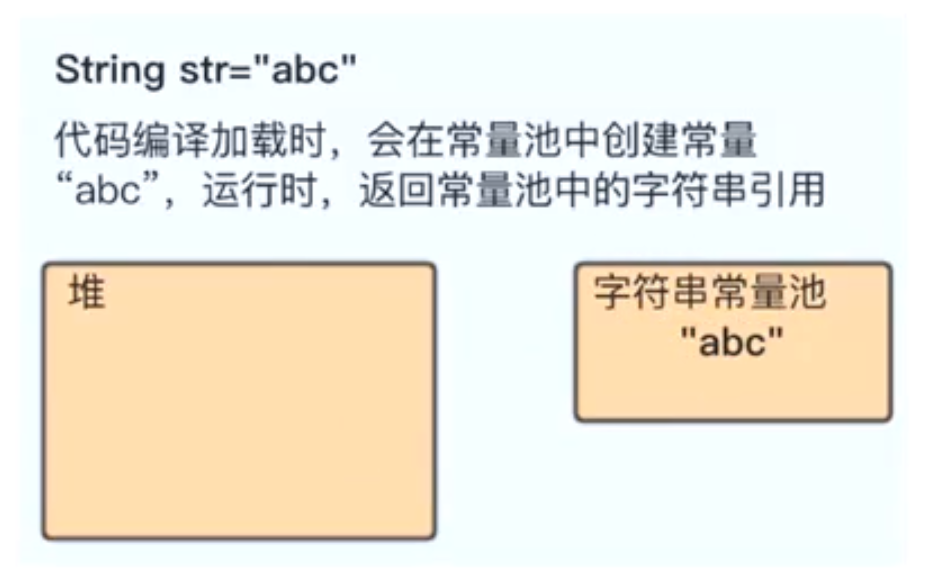 String str="abc"
代码编译加载时，会在常量池中创建常量
“abc”，运行时，返回常量池中的字符串引用
堆
字符串常量池
"abc"